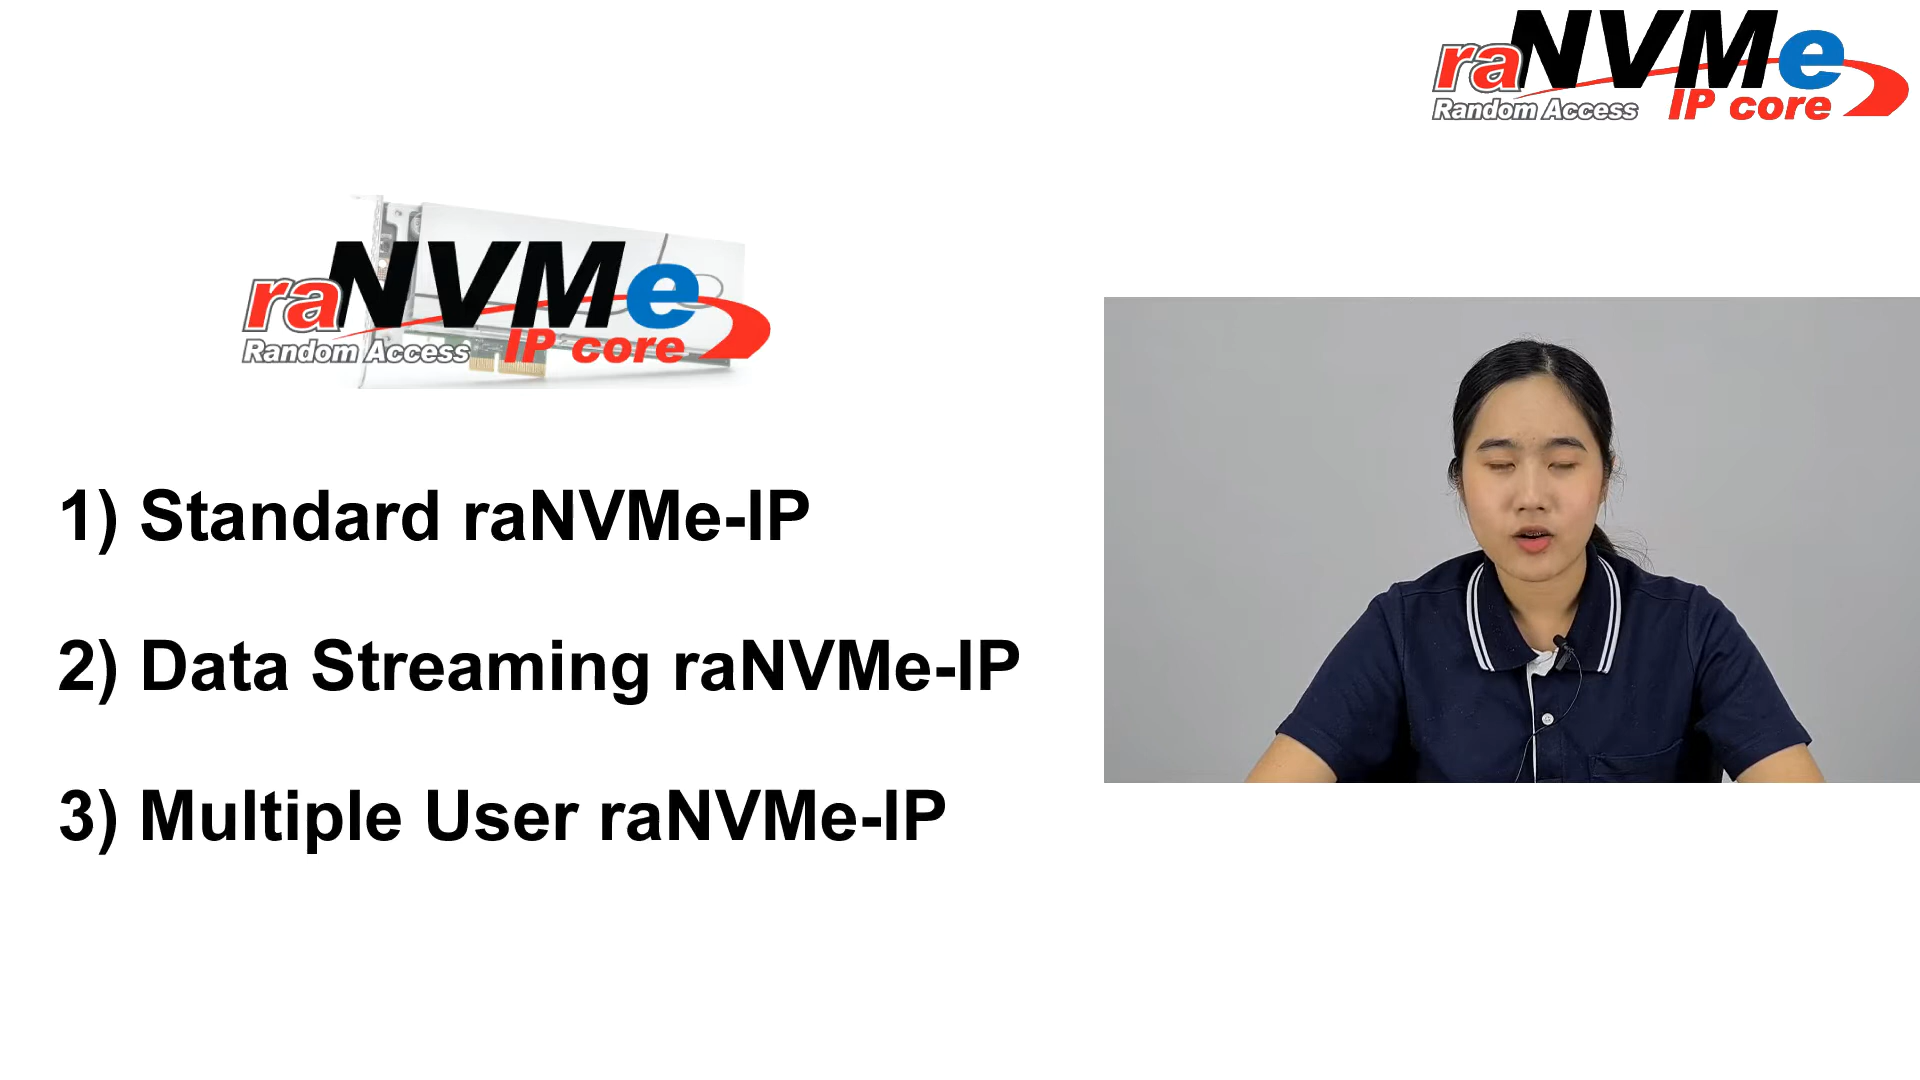 raNVMe
Random Access IP core
raNVMe
Random Access IP core
1) Standard raNVMe-IP
2) Data Streaming raNVMe-IP
3) Multiple User raNVMe-IP